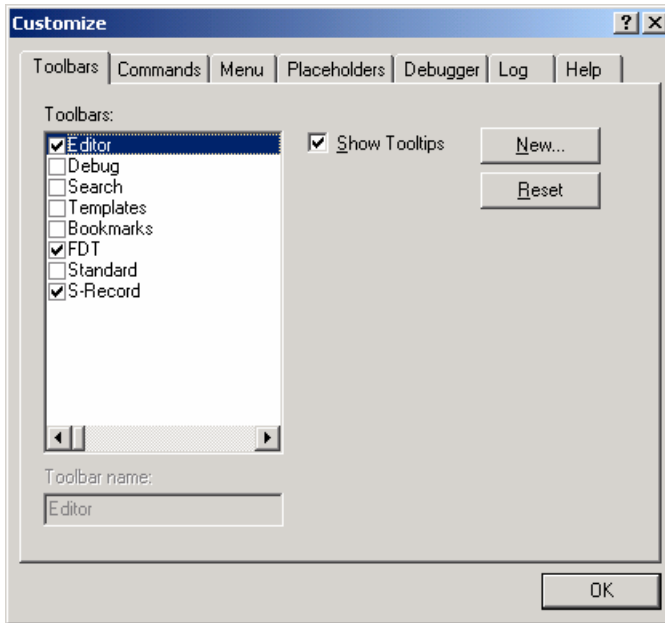 Customize
Toolbars Commands Menu Placeholders Debugger Log Help
Toolbars:
Editor
Debug
Search
Templates
Bookmarks
FDT
Standard
S-Record
Show Tooltips
New...
Reset
Toolbar name:
Editor
OK